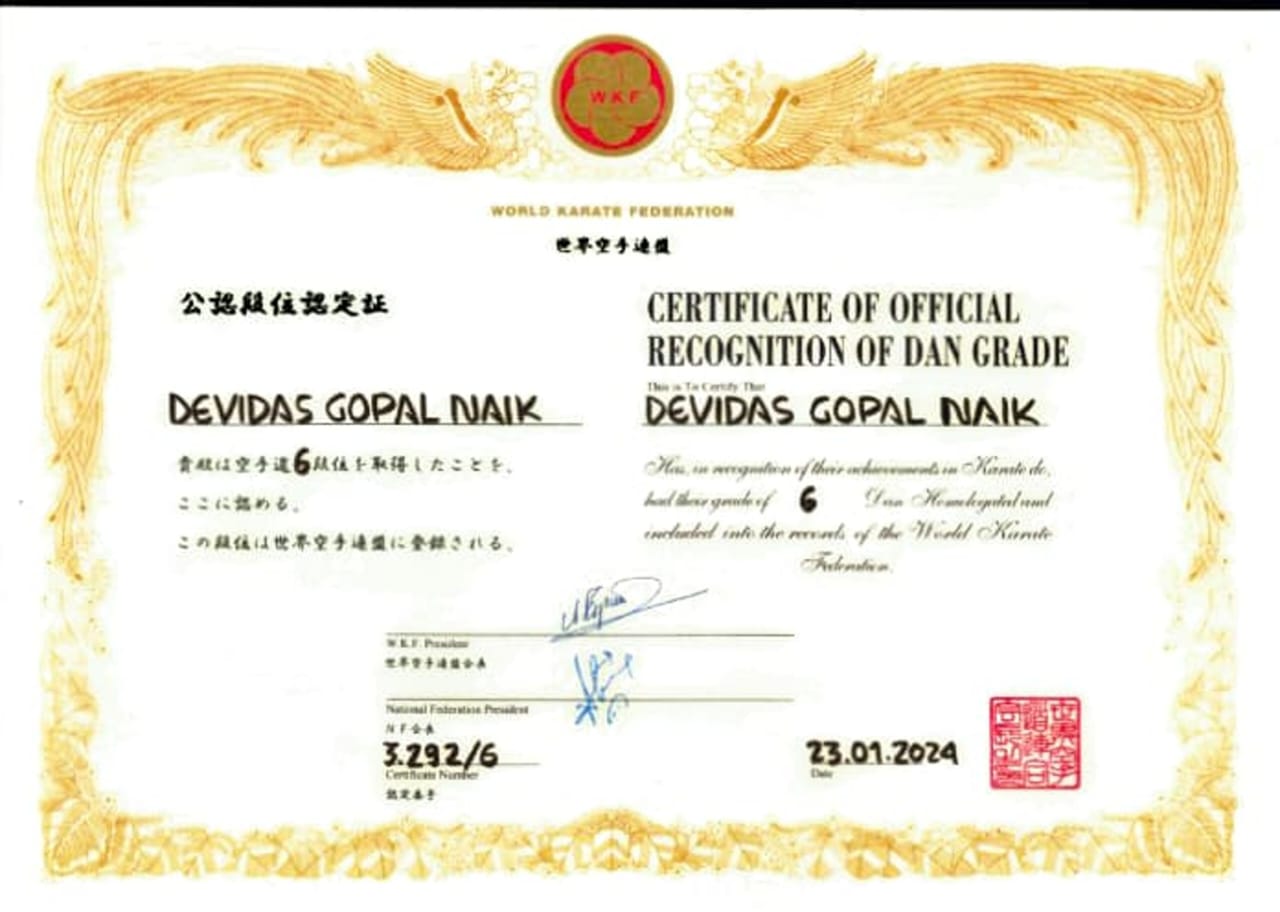 WKF
WORLD KARATE FEDERATION
世界空手連盟
公認段位認定証
CERTIFICATE OF OFFICIAL
RECOGNITION OF DAN GRADE
This is To Certify That
DEVIDAS GOPAL NAIK
DEVIDAS GOPAL NAIK
貴殿は空手道6段位を取得したことを、
ここに認める。
この段位は世界空手連盟に登録される。
Has, in recognition of their achievements in Karate do,
had their grade of 6 Dan Homologated and
included into the records of the World Karate
Federation.
W.K.F. President
世界空手連盟会長
National Federation President
NF会長
3.292/6
Certificate Number
認定番号
23.01.2024
Date